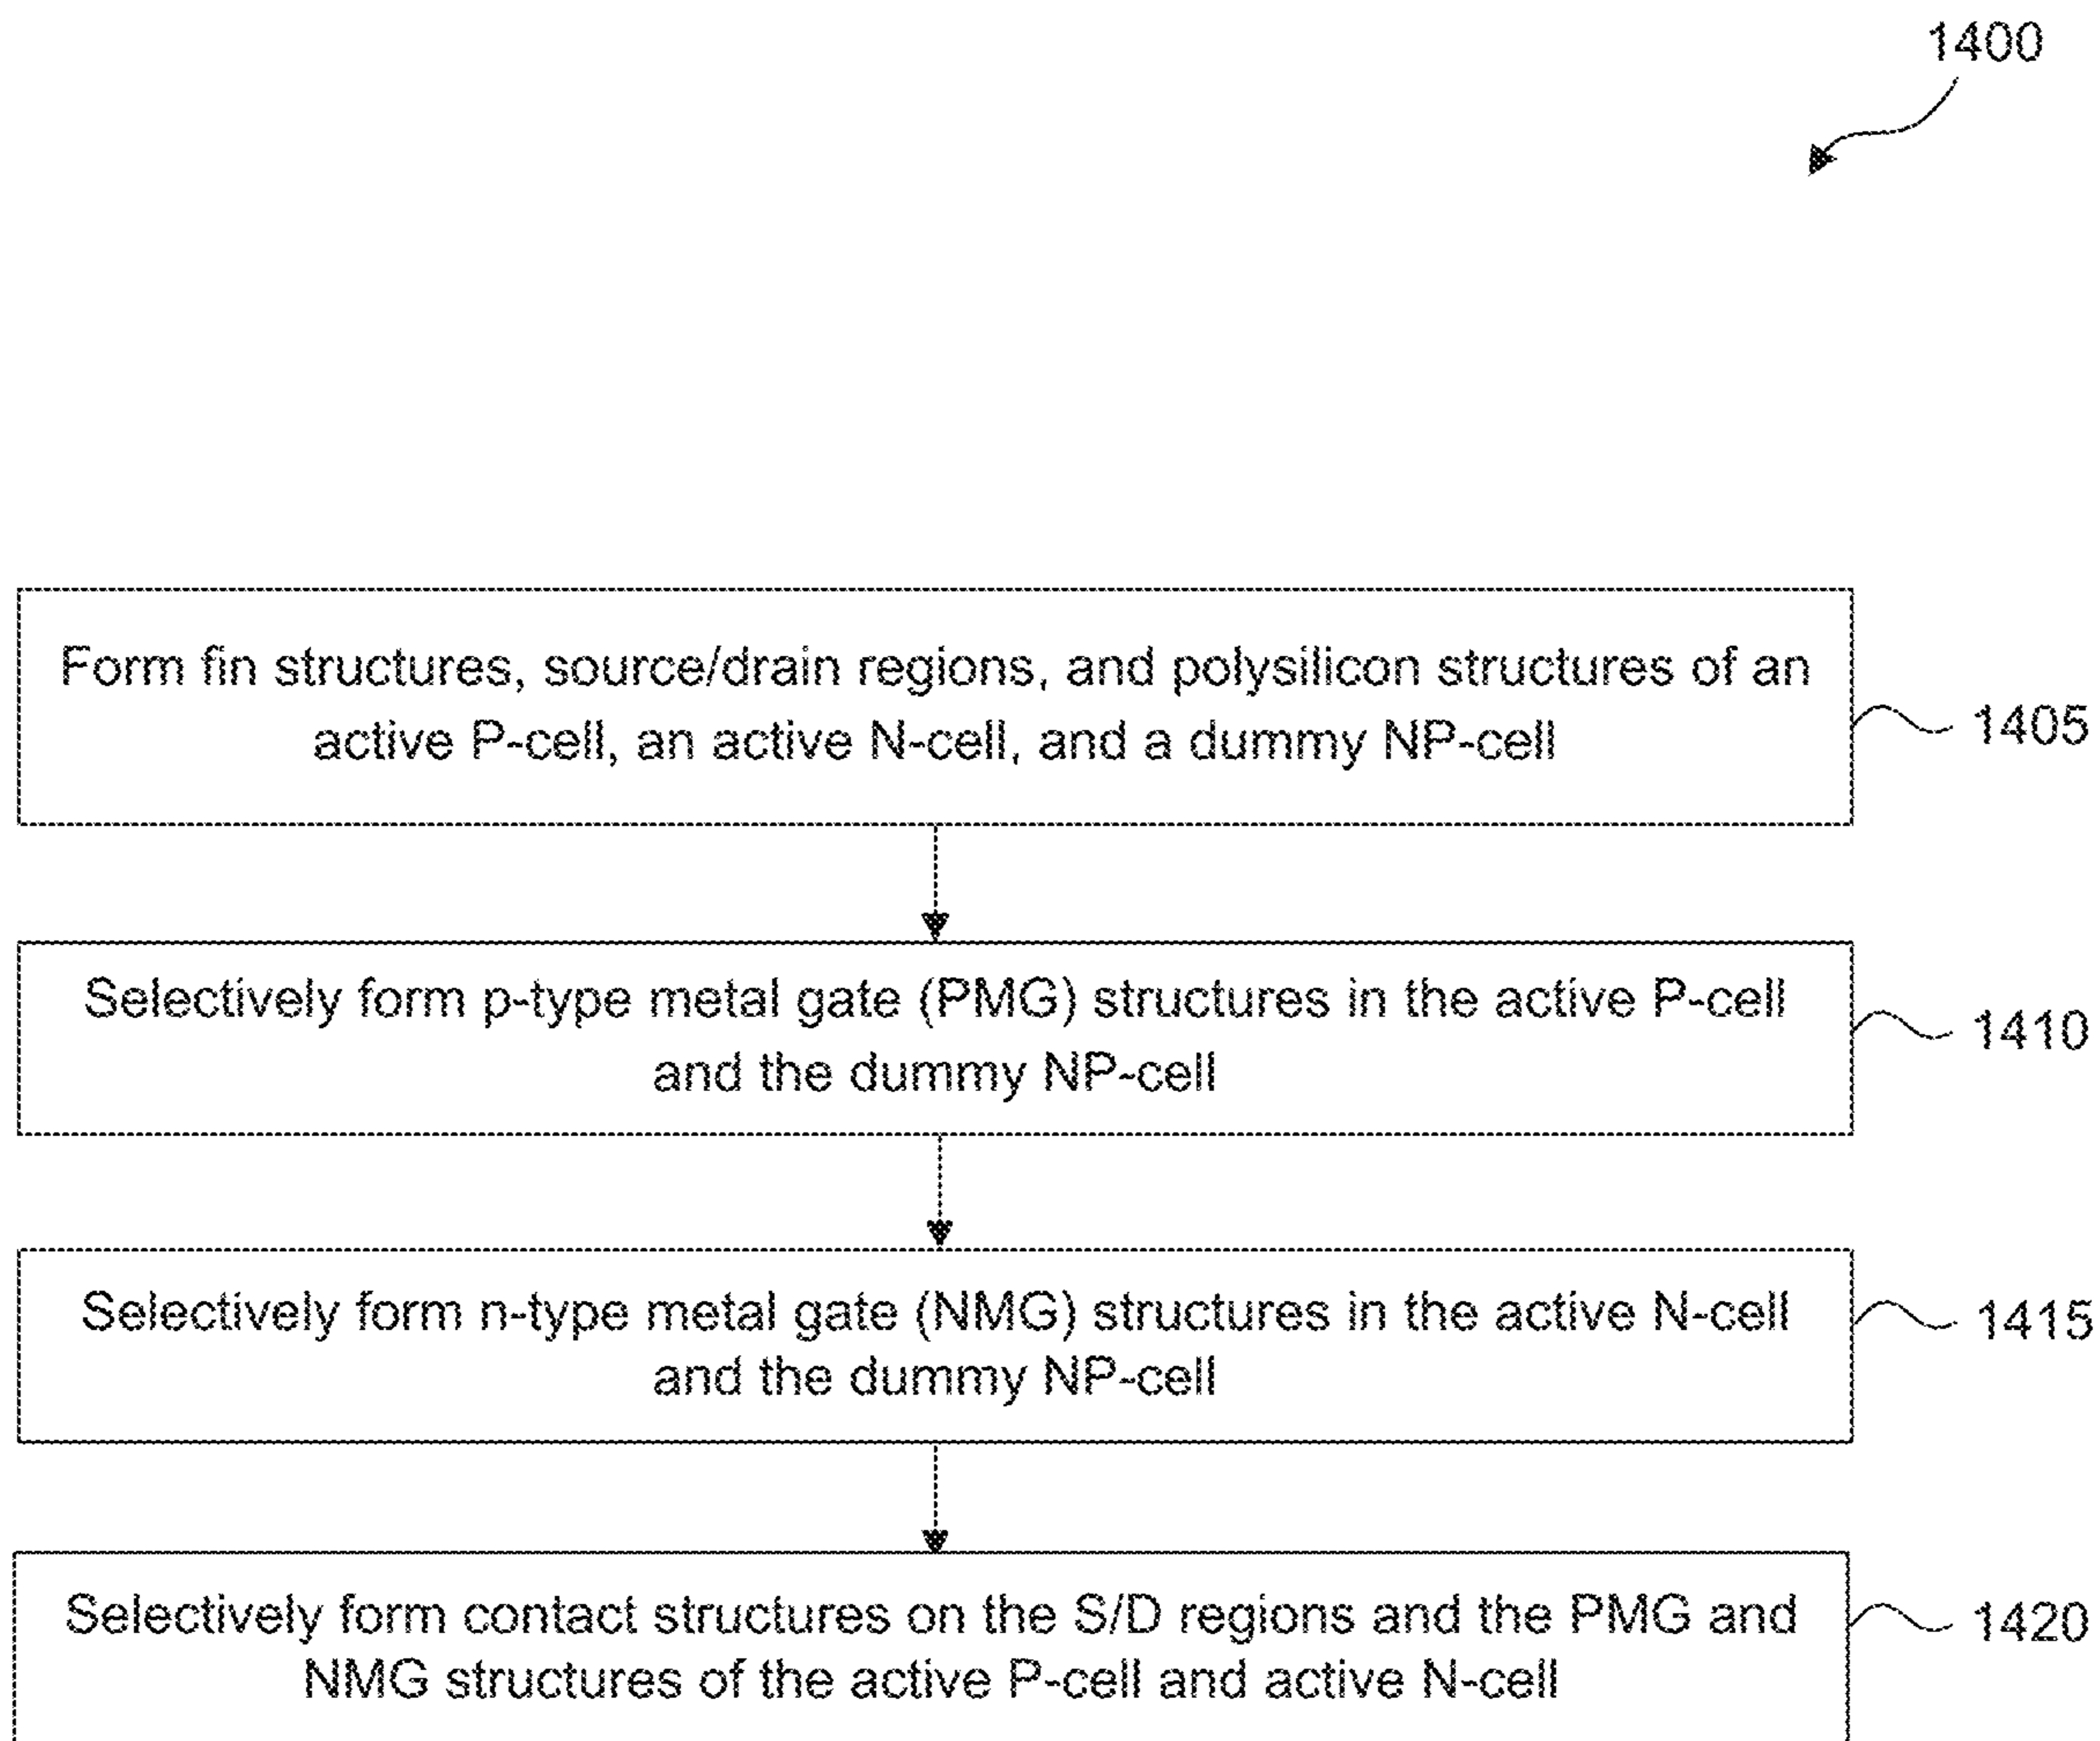 1400
Form fin structures, source/drain regions, and polysilicon structures of an
active P-cell, an active N-cell, and a dummy NP-cell
1405
Selectively form p-type metal gate (PMG) structures in the active P-cell
and the dummy NP-cell
1410
Selectively form n-type metal gate (NMG) structures in the active N-cell
and the dummy NP-cell
1415
Selectively form contact structures on the S/D regions and the PMG and
NMG structures of the active P-cell and active N-cell
1420